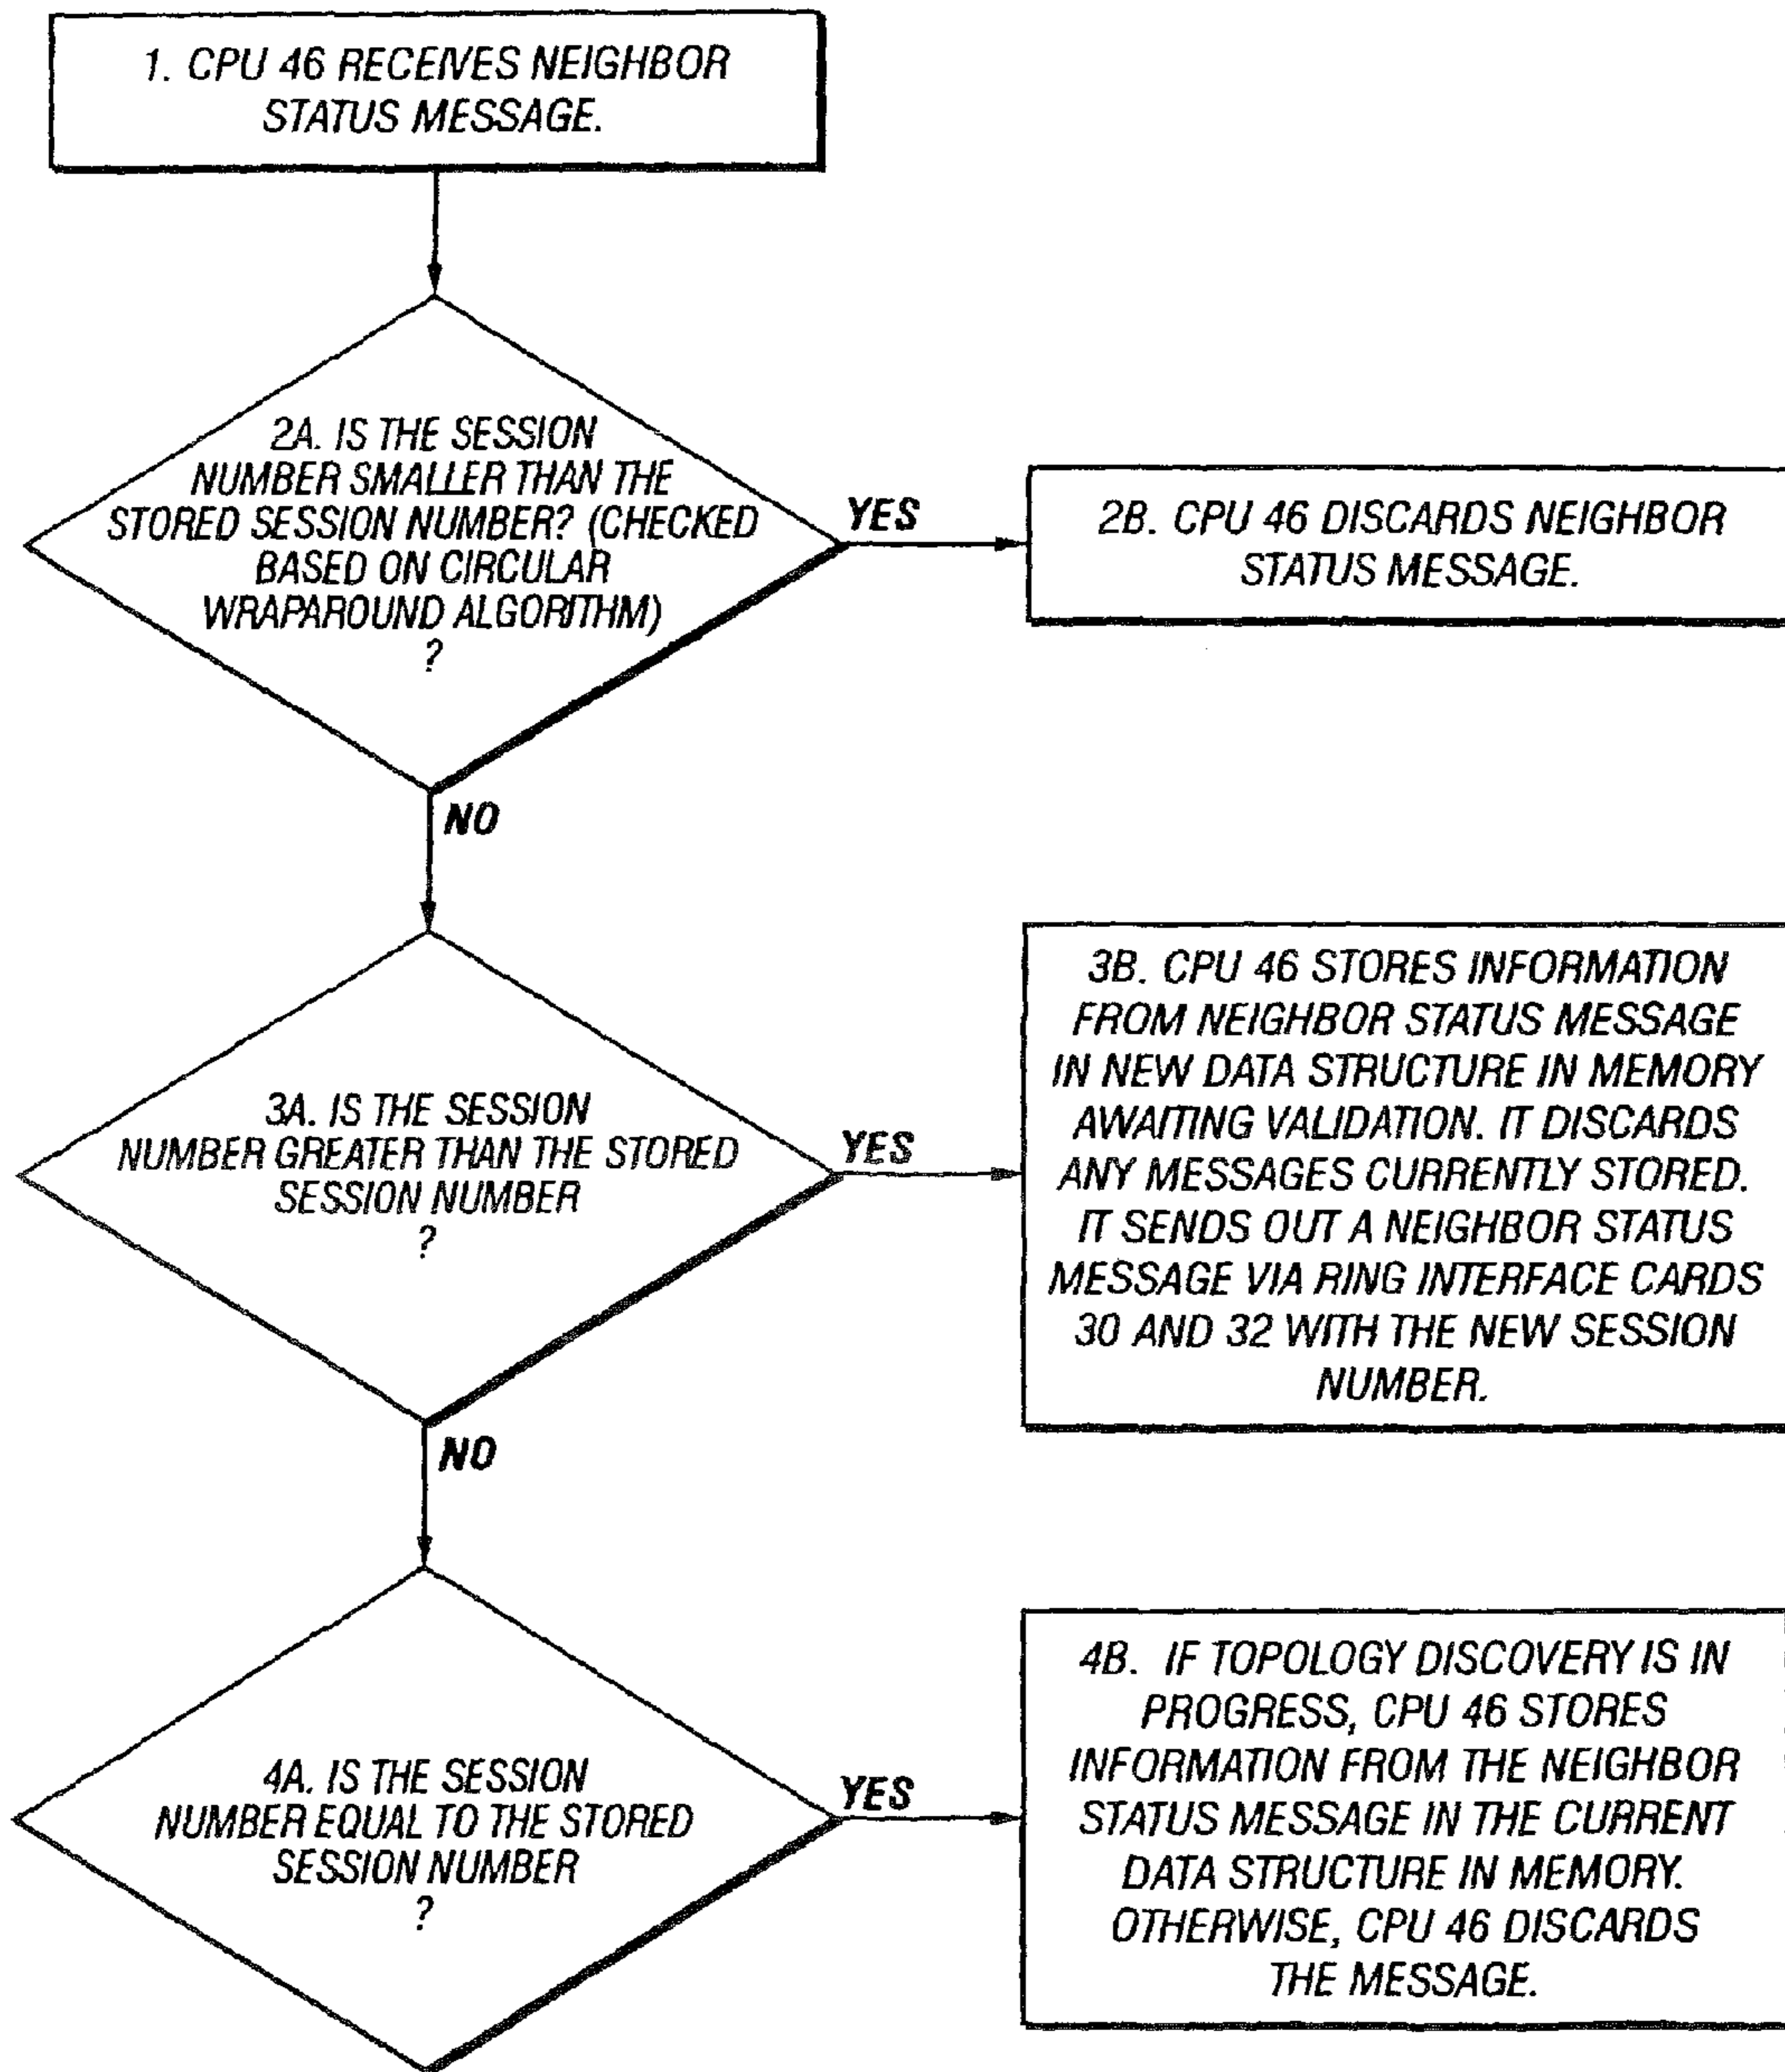 1. CPU 46 RECEIVES NEIGHBOR
STATUS MESSAGE.
2A. IS THE SESSION
NUMBER SMALLER THAN THE
STORED SESSION NUMBER? (CHECKED
BASED ON CIRCULAR
WRAPAROUND ALGORITHM)
?
YES
2B. CPU 46 DISCARDS NEIGHBOR
STATUS MESSAGE.
NO
3A. IS THE SESSION
NUMBER GREATER THAN THE STORED
SESSION NUMBER
?
YES
3B. CPU 46 STORES INFORMATION
FROM NEIGHBOR STATUS MESSAGE
IN NEW DATA STRUCTURE IN MEMORY
AWAITING VALIDATION. IT DISCARDS
ANY MESSAGES CURRENTLY STORED.
IT SENDS OUT A NEIGHBOR STATUS
MESSAGE VIA RING INTERFACE CARDS
30 AND 32 WITH THE NEW SESSION
NUMBER.
NO
4A. IS THE SESSION
NUMBER EQUAL TO THE STORED
SESSION NUMBER
?
YES
4B. IF TOPOLOGY DISCOVERY IS IN
PROGRESS, CPU 46 STORES
INFORMATION FROM THE NEIGHBOR
STATUS MESSAGE IN THE CURRENT
DATA STRUCTURE IN MEMORY.
OTHERWISE, CPU 46 DISCARDS
THE MESSAGE.